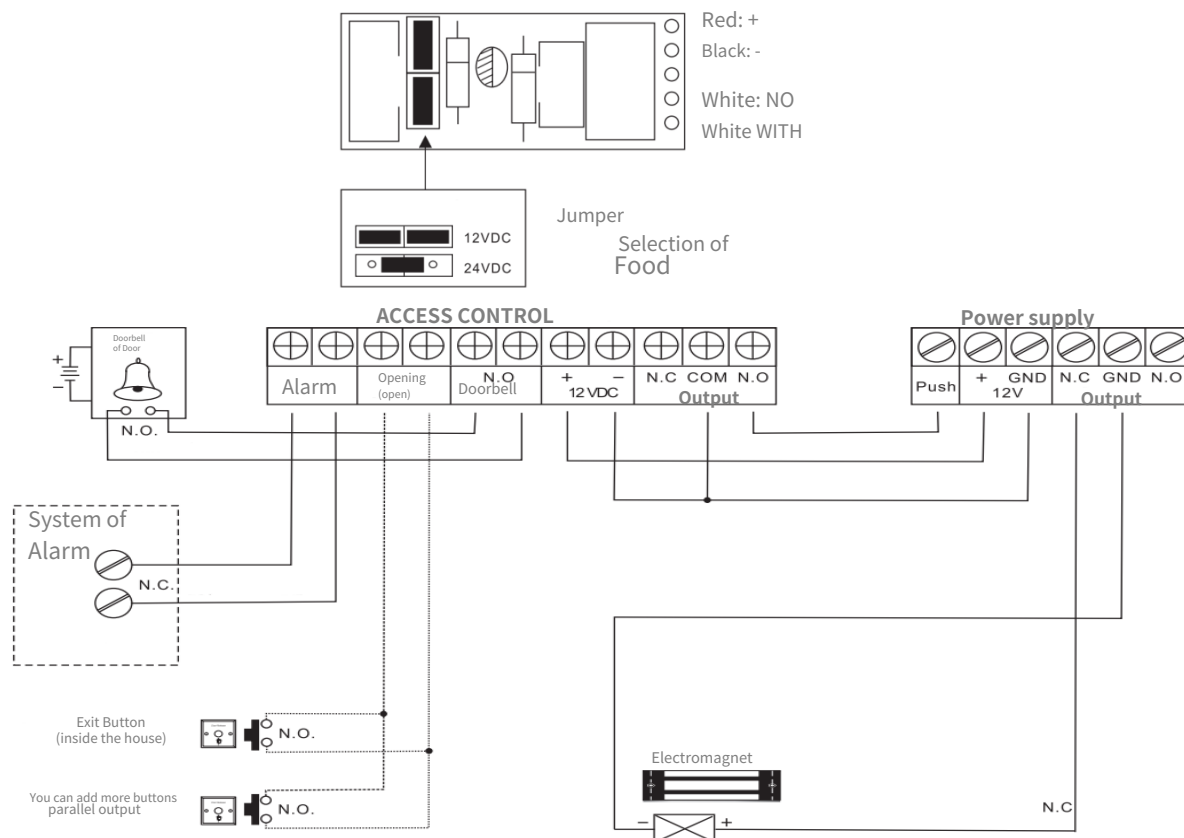 Red: +
Black: -
White: NO
White WITH
Jumper
Selection of
Food
12VDC
24VDC
ACCESS CONTROL
Power supply
Doorbell
of Door
+
-
N.O.
Alarm
Opening
(open)
N.O
Doorbell
+ -
12 VDC
N.C COM N.O
Output
Push
+ GND
12V
N.C GND N.O
Output
System of
Alarm
N.C.
Exit Button
(inside the house)
N.O.
You can add more buttons
parallel output
N.O.
Electromagnet
- +
N.C